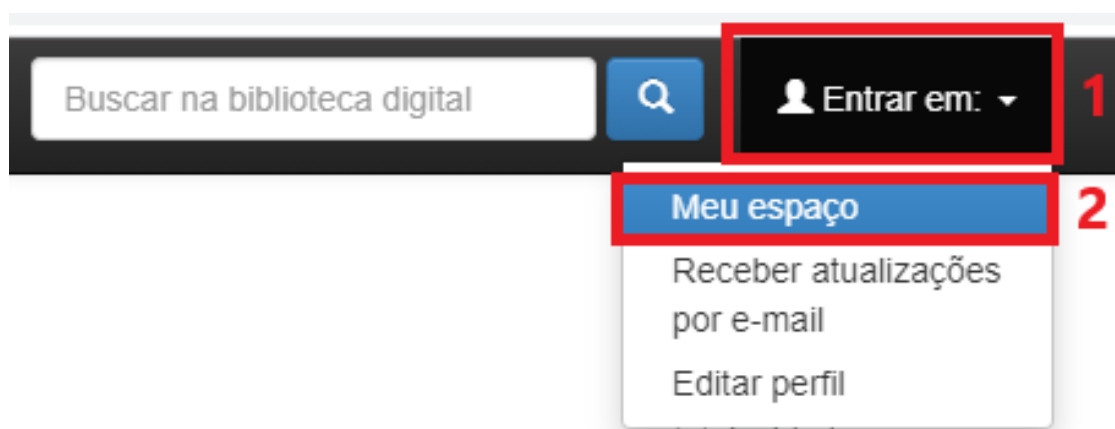 Buscar na biblioteca digital
Entrar em:
1
Meu espaço
2
Receber atualizações
por e-mail
Editar perfil